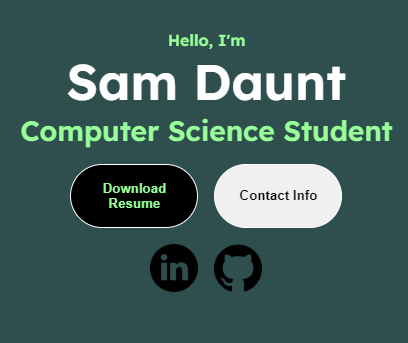 Hello, I'm
Sam Daunt
Computer Science Student
Download
Resume
Contact Info
in